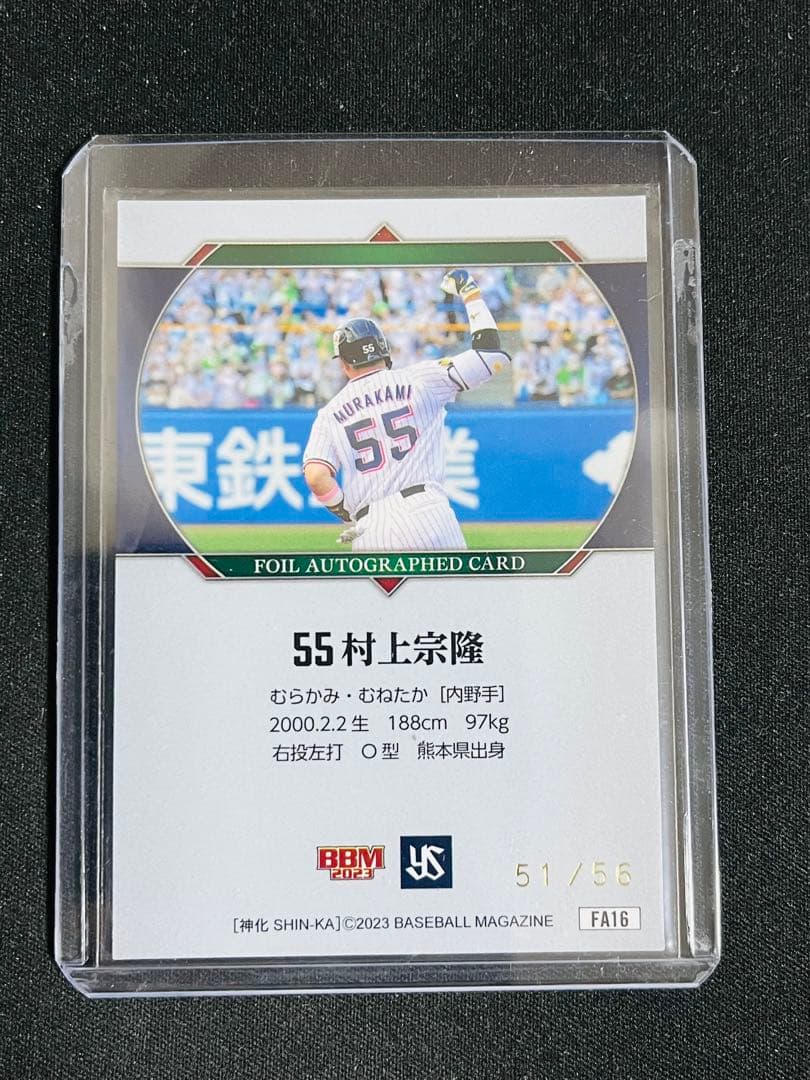 55
MURAKAMI
55
東鉄
業
FOIL AUTOGRAPHED CARD
55 村上宗隆
むらかみ・むねたか [内野手]
2000.2.2生 188cm 97kg
右投左打 O型 熊本県出身
BBM
2023
YS
51/56
[神化 SHIN-KA]©2023 BASEBALL MAGAZINE
FA16